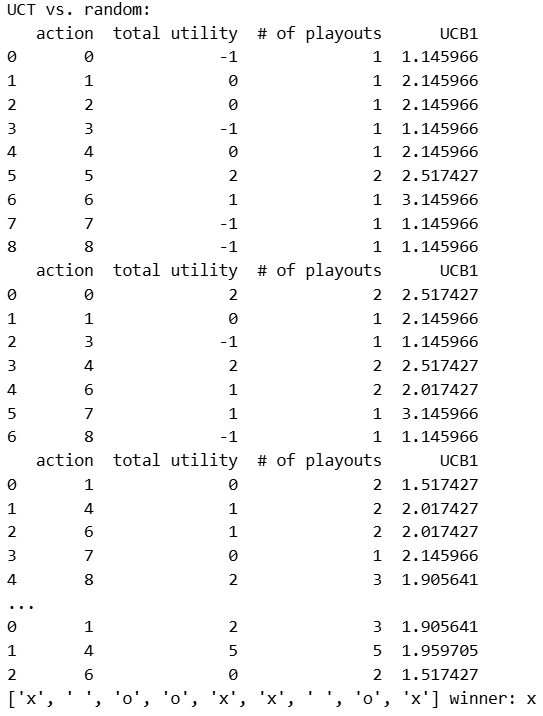 UCT vs. random:
action total utility # of playouts UCB1
0 0 -1 1 1.145966
1 1 0 1 2.145966
2 2 0 1 2.145966
3 3 -1 1 1.145966
4 4 0 1 2.145966
5 5 2 2 2.517427
6 6 1 1 3.145966
7 7 -1 1 1.145966
8 8 -1 1 1.145966
action total utility # of playouts UCB1
0 0 2 2 2.517427
1 1 0 1 2.145966
2 3 -1 1 1.145966
3 4 2 2 2.517427
4 6 1 2 2.017427
5 7 1 1 3.145966
6 8 -1 1 1.145966
action total utility # of playouts UCB1
0 1 0 2 1.517427
1 4 1 2 2.017427
2 6 1 2 2.017427
3 7 0 1 2.145966
4 8 2 3 1.905641
...
0 1 2 3 1.905641
1 4 5 5 1.959705
2 6 0 2 1.517427
['x', ' ', 'o', 'o', 'x', 'x', ' ', 'o', 'x'] winner: x